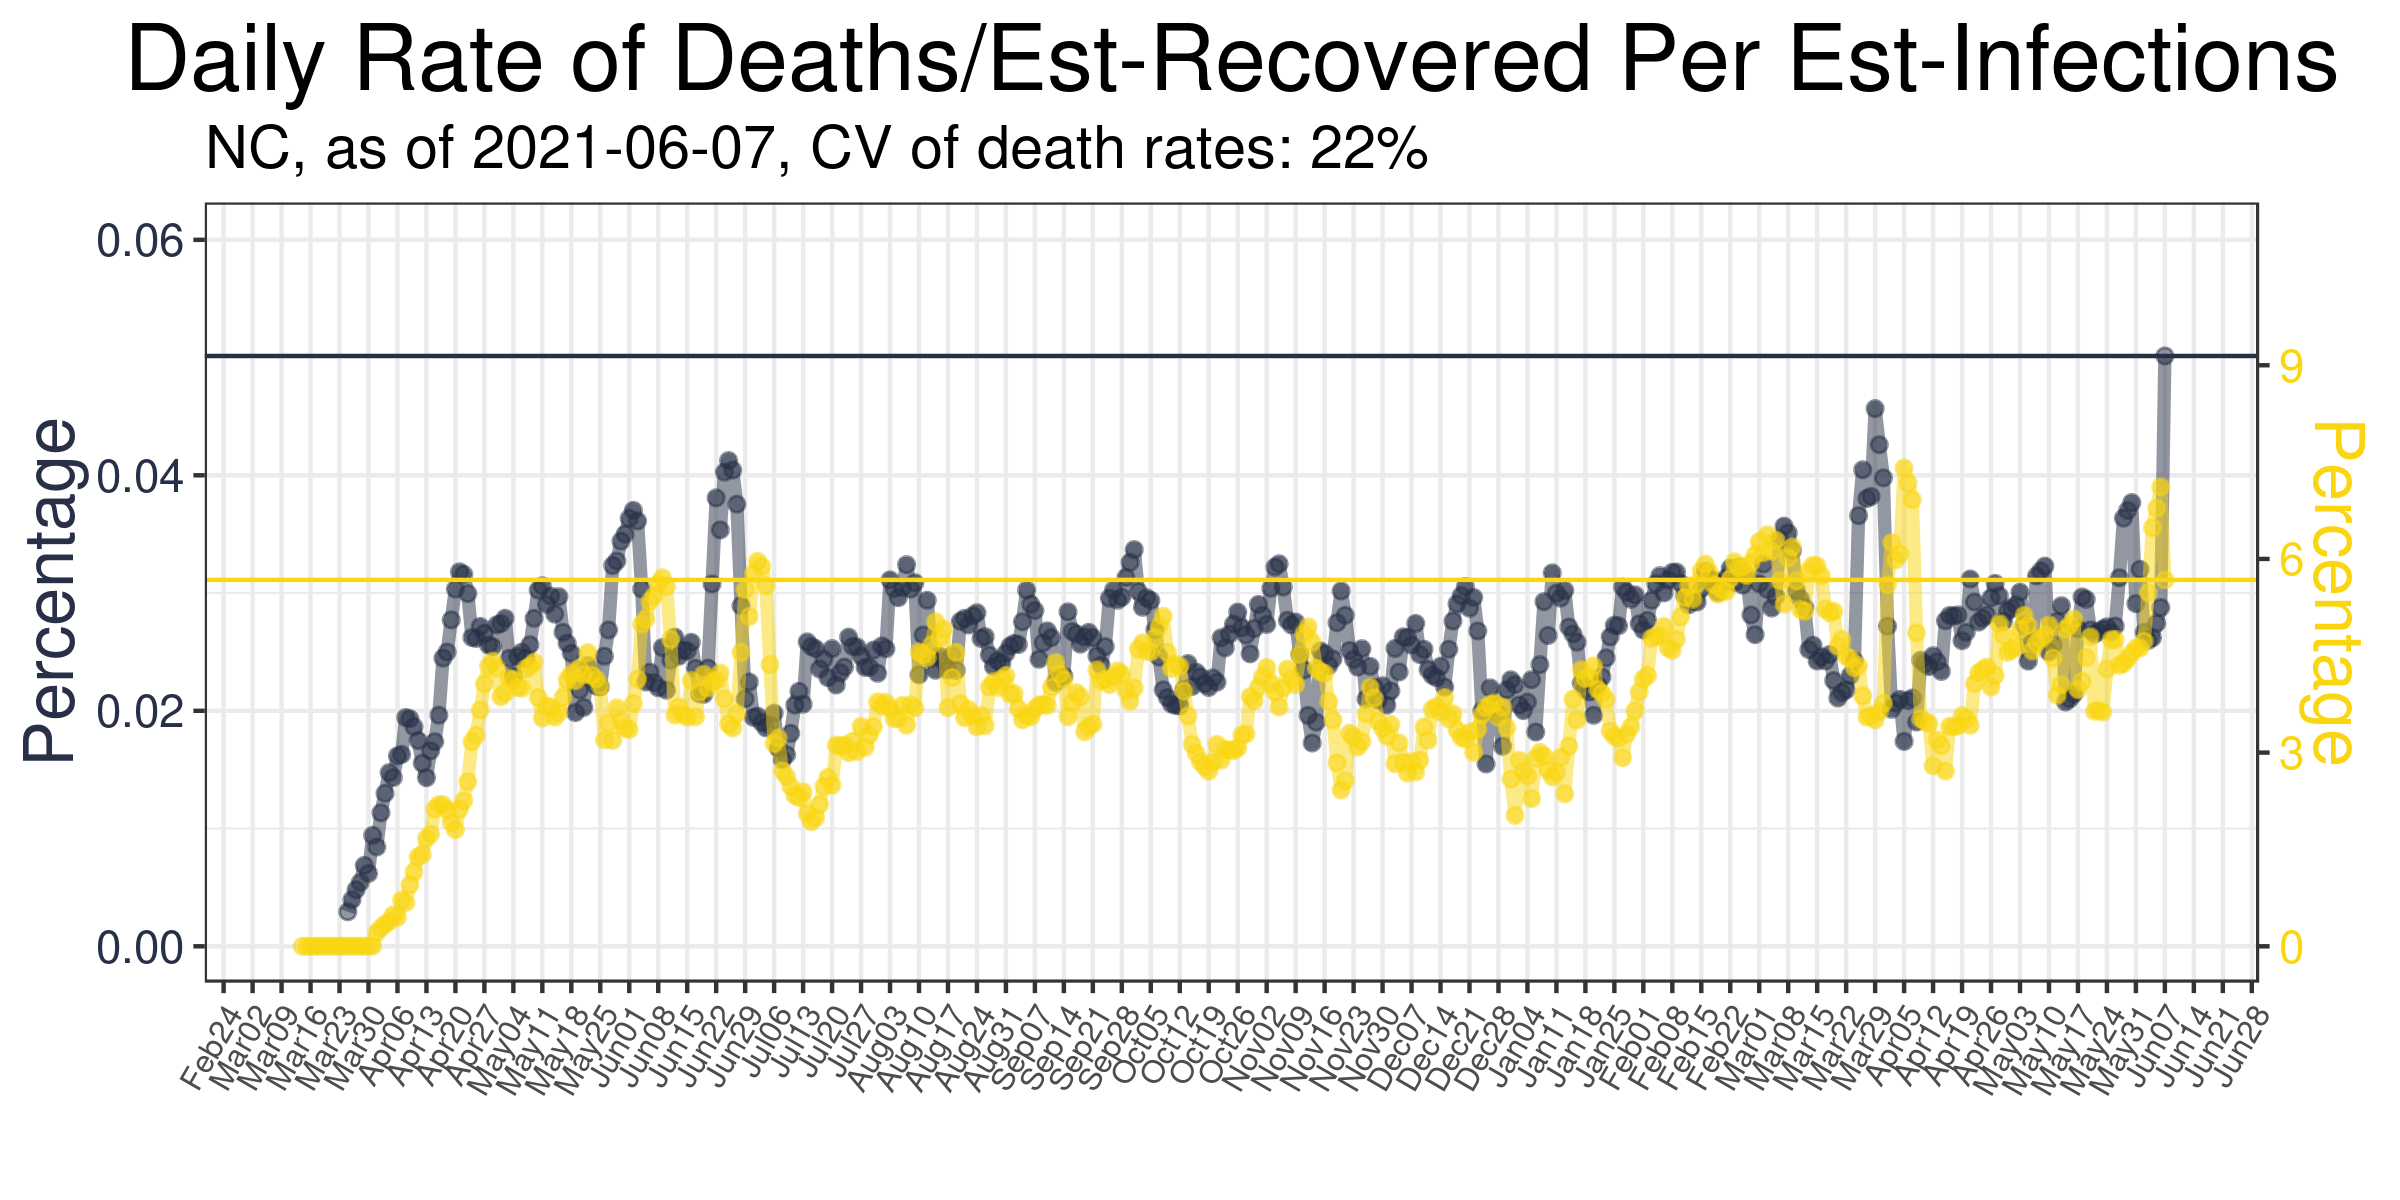 Daily Rate of Deaths/Est-Recovered Per Est-Infections
NC, as of 2021-06-07, CV of death rates: 22%
Percentage
0.06
0.04
0.02
0.00
9
6
3
0
Percentage
Feb24
Mar02
Mar09
Mar16
Mar23
Mar30
Apr06
Apr13
Apr20
Apr27
May04
May11
May18
May25
Jun01
Jun08
Jun15
Jun22
Jun29
Jul06
Jul13
Jul20
Jul27
Aug03
Aug10
Aug17
Aug24
Aug31
Sep07
Sep14
Sep21
Sep28
Oct05
Oct12
Oct19
Oct26
Nov02
Nov09
Nov16
Nov23
Nov30
Dec07
Dec14
Dec21
Dec28
Jan04
Jan11
Jan18
Jan25
Feb01
Feb08
Feb15
Feb22
Mar01
Mar08
Mar15
Mar22
Mar29
Apr05
Apr12
Apr19
Apr26
May03
May10
May17
May24
May31
Jun07
Jun14
Jun21
Jun28